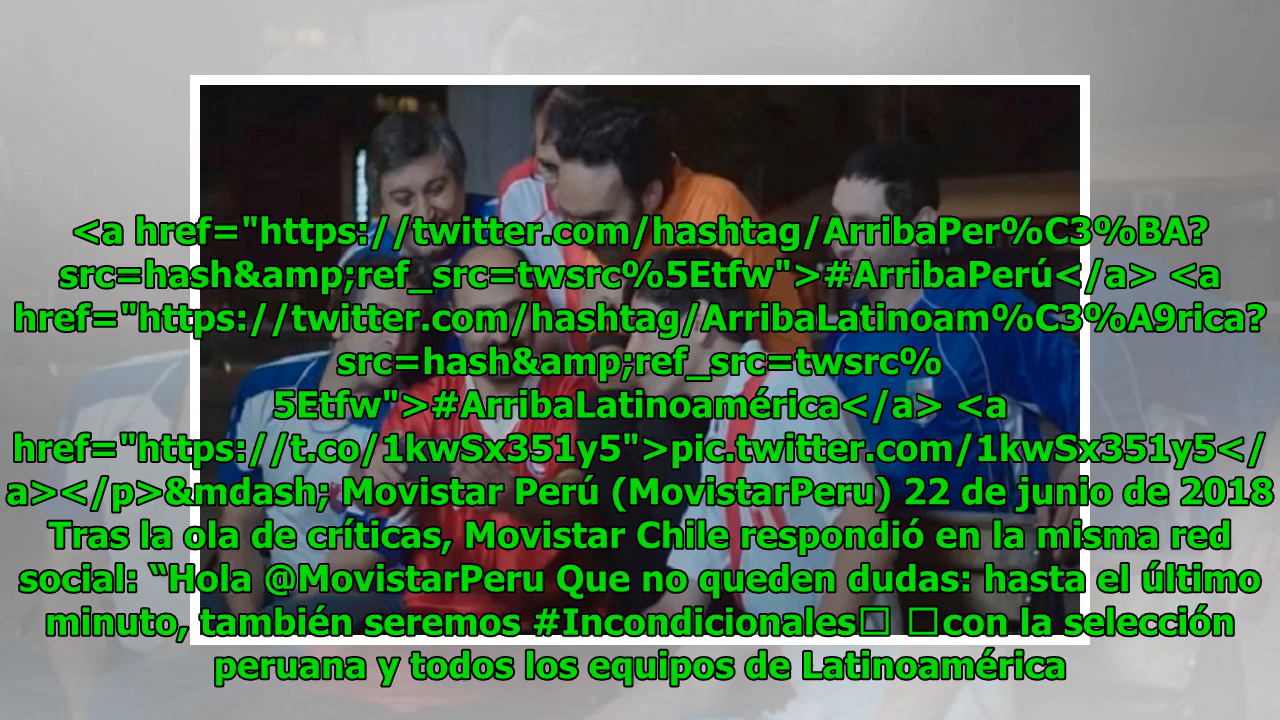 <a href="https://twitter.com/hashtag/ArribaPer%C3%BA?
src=hash&amp;ref_src=twsrc%5Etfw">#ArribaPerú</a> <a
href="https://twitter.com/hashtag/ArribaLatinoam%C3%A9rica?
src=hash&amp;ref_src=twsrc%
5Etfw">#ArribaLatinoamérica</a> <a
href="https://t.co/1kwSx351y5">pic.twitter.com/1kwSx351y5</
a></p>&mdash; Movistar Perú (MovistarPeru) 22 de junio de 2018
Tras la ola de críticas, Movistar Chile respondió en la misma red
social: “Hola @MovistarPeru Que no queden dudas: hasta el último
minuto, también seremos #Incondicionales□ □con la selección
peruana y todos los equipos de Latinoamérica